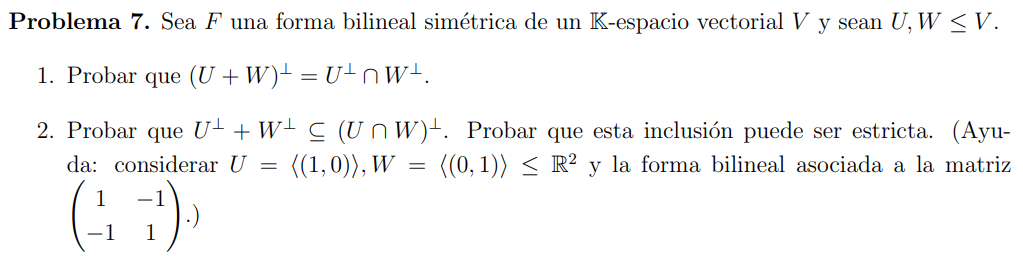 Problema 7. Sea F una forma bilineal simétrica de un 𝕂-espacio vectorial V y sean U, W ≤ V.
1. Probar que (U + W)^⊥ = U^⊥ ∩ W^⊥.
2. Probar que U^⊥ + W^⊥ ⊆ (U ∩ W)^⊥. Probar que esta inclusión puede ser estricta. (Ayu-
da: considerar U = ⟨(1, 0)⟩, W = ⟨(0, 1)⟩ ≤ ℝ² y la forma bilineal asociada a la matriz
( 1 −1
−1 1 ).)